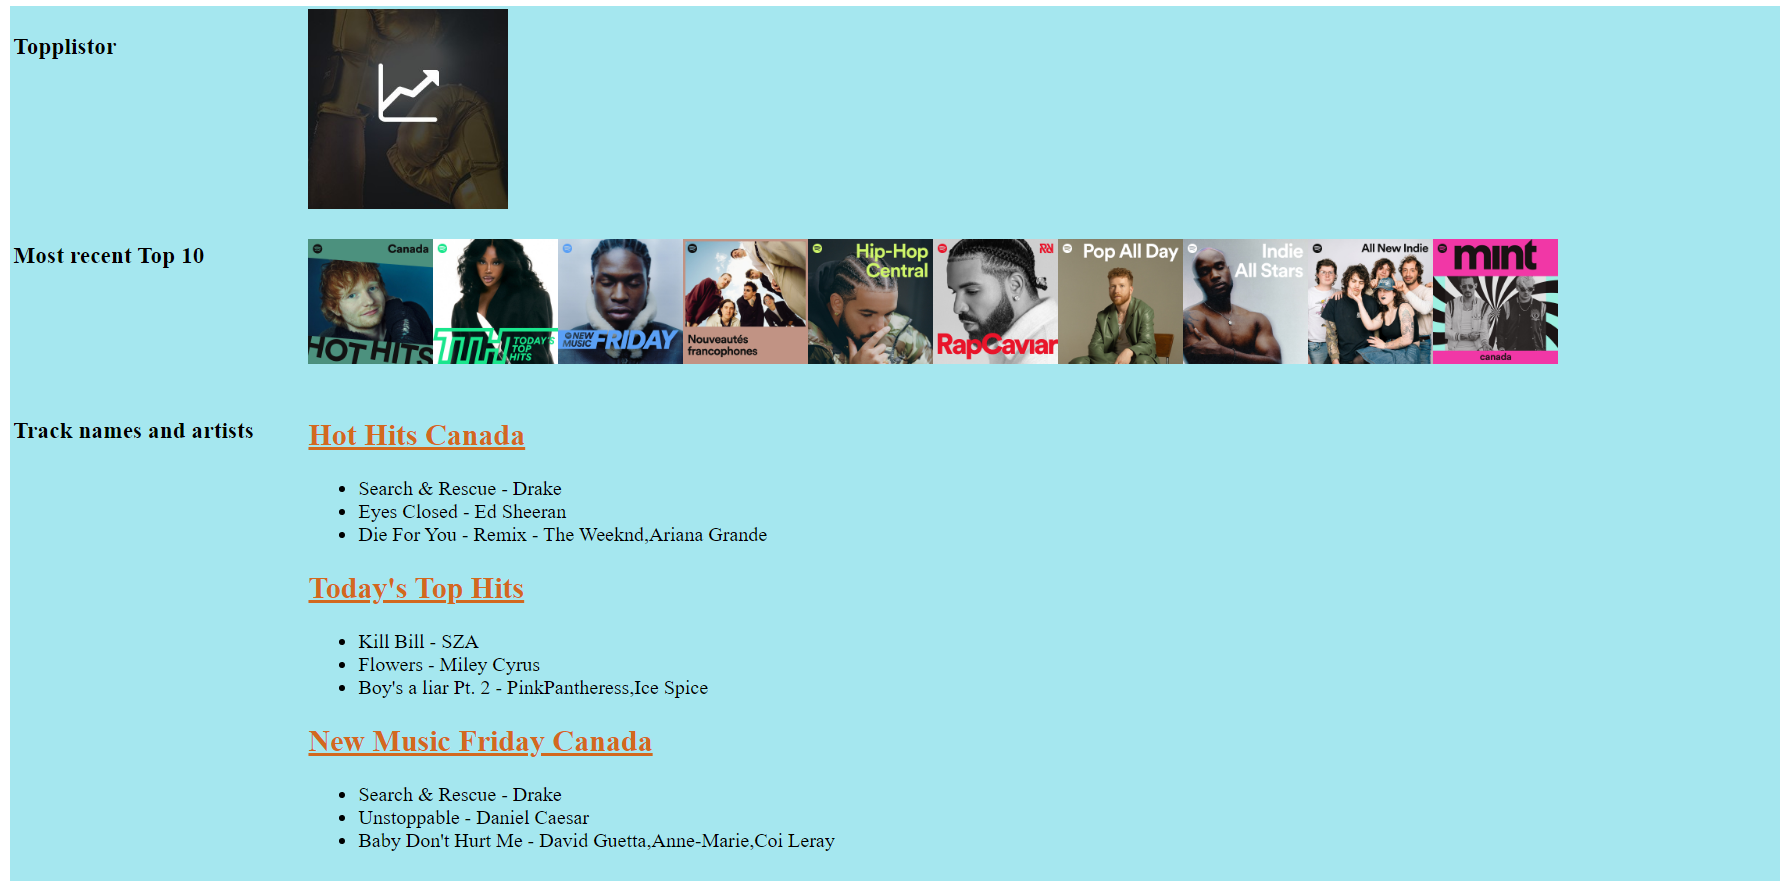 Topplistor
Most recent Top 10
Canada
HOT HITS
TTH TODAY'S
TOP
HITS
NEW
MUSIC FRIDAY
Nouveautés
francophones
Hip-Hop
Central
RapCaviar
Pop All Day
Indie
All Stars
All New Indie
mint
canada
Track names and artists
Hot Hits Canada
• Search & Rescue - Drake
• Eyes Closed - Ed Sheeran
• Die For You - Remix - The Weeknd,Ariana Grande
Today's Top Hits
• Kill Bill - SZA
• Flowers - Miley Cyrus
• Boy's a liar Pt. 2 - PinkPantheress,Ice Spice
New Music Friday Canada
• Search & Rescue - Drake
• Unstoppable - Daniel Caesar
• Baby Don't Hurt Me - David Guetta,Anne-Marie,Coi Leray